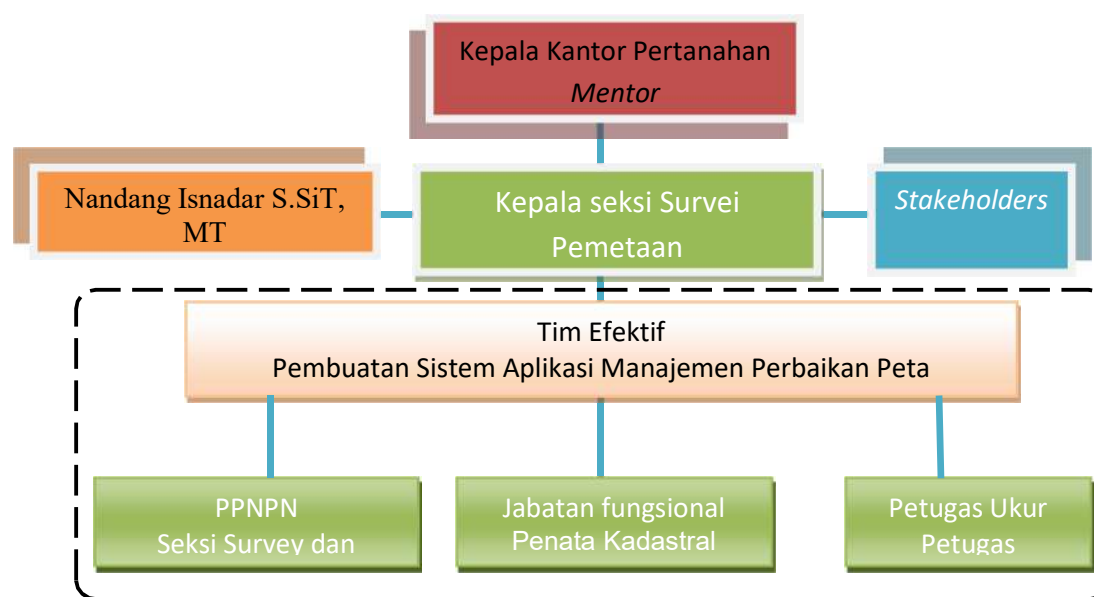 Kepala Kantor Pertanahan
Mentor
Nandang Isnadar S.SiT,
MT
Kepala seksi Survei
Pemetaan
Stakeholders
Tim Efektif
Pembuatan Sistem Aplikasi Manajemen Perbaikan Peta
PPNPN
Seksi Survey dan
Jabatan fungsional
Penata Kadastral
Petugas Ukur
Petugas